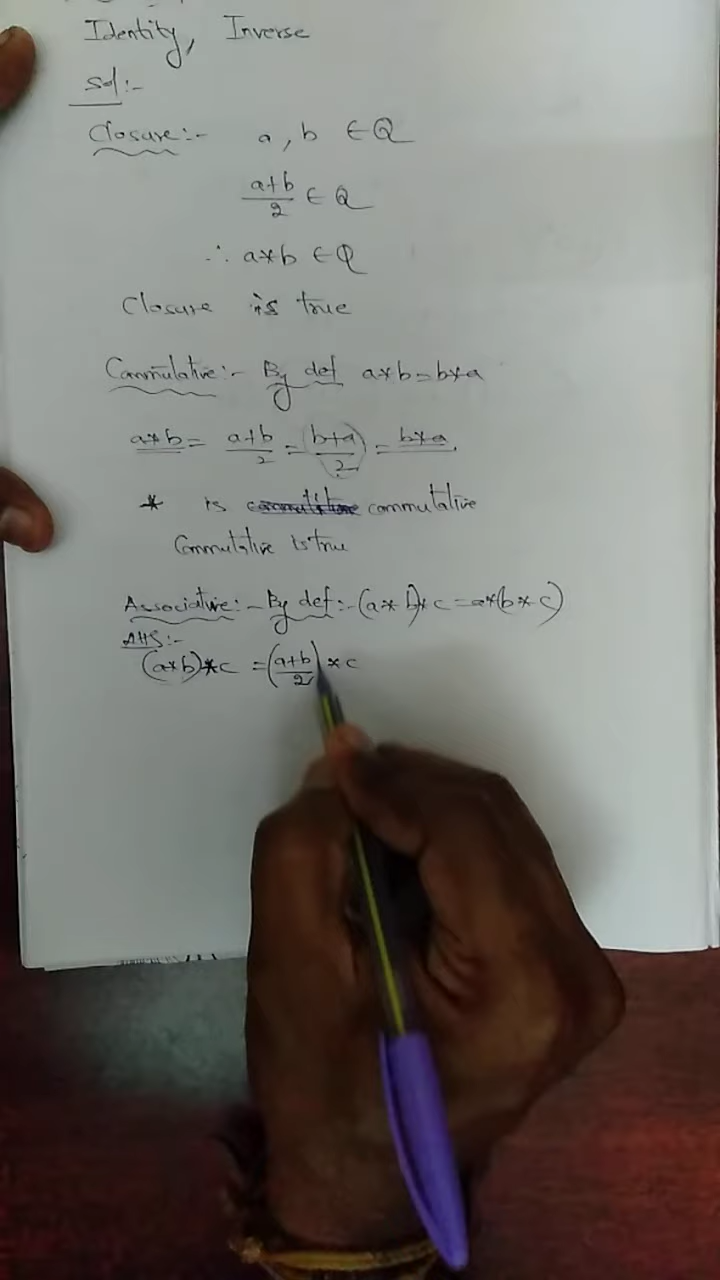 Identity, Inverse
Sol:-
Closure:- a, b ∈ Q
a+b/2 ∈ Q
∴ a*b ∈ Q
Closure is true
Commulative:- By def a*b=b*a
a*b = a+b/2 = (b+a)/2 = b*a.
* is commutative
Commutative is true
Associative:- By def:- (a*b)*c = a*(b*c)
LHS:-
(a*b)*c = (a+b/2)*c